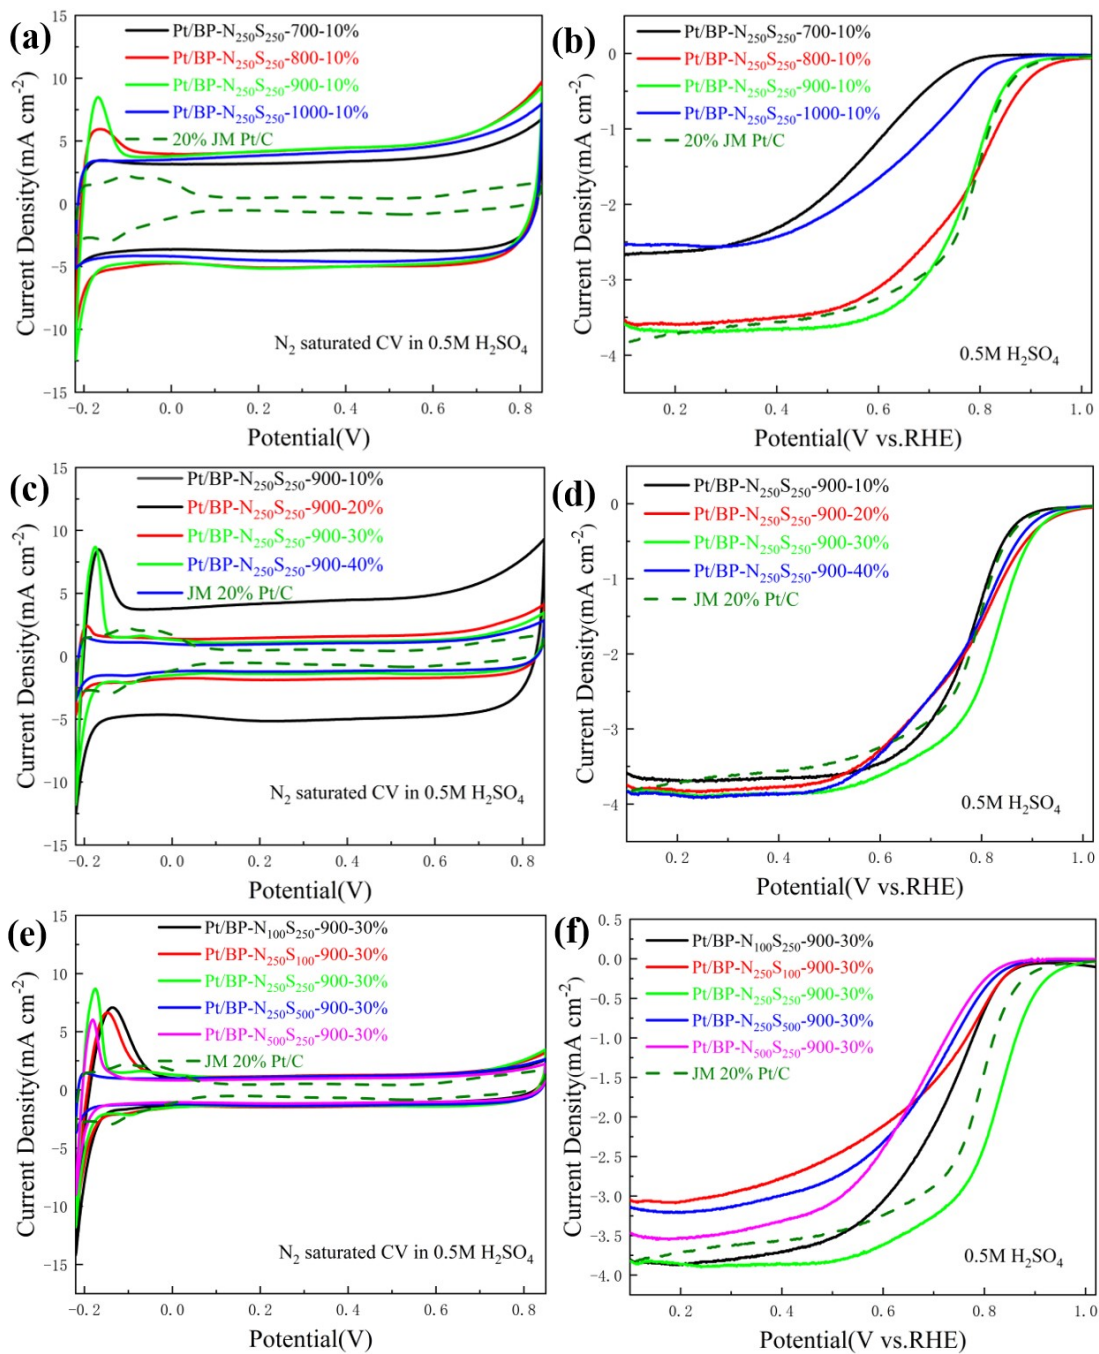 (a)
Pt/BP-N250S250-700-10%
Pt/BP-N250S250-800-10%
Pt/BP-N250S250-900-10%
Pt/BP-N250S250-1000-10%
20% JM Pt/C
N2 saturated CV in 0.5M H2SO4
Current Density(mA cm-2)
15
10
5
0
-5
-10
-15
-0.2 0.0 0.2 0.4 0.6 0.8
Potential(V)
(b)
Pt/BP-N250S250-700-10%
Pt/BP-N250S250-800-10%
Pt/BP-N250S250-900-10%
Pt/BP-N250S250-1000-10%
20% JM Pt/C
0.5M H2SO4
Current Density(mA cm-2)
0
-1
-2
-3
-4
0.2 0.4 0.6 0.8 1.0
Potential(V vs.RHE)
(c)
Pt/BP-N250S250-900-10%
Pt/BP-N250S250-900-20%
Pt/BP-N250S250-900-30%
Pt/BP-N250S250-900-40%
JM 20% Pt/C
N2 saturated CV in 0.5M H2SO4
Current Density(mA cm-2)
15
10
5
0
-5
-10
-15
-0.2 0.0 0.2 0.4 0.6 0.8
Potential(V)
(d)
Pt/BP-N250S250-900-10%
Pt/BP-N250S250-900-20%
Pt/BP-N250S250-900-30%
Pt/BP-N250S250-900-40%
JM 20% Pt/C
0.5M H2SO4
Current Density(mA cm-2)
0
-1
-2
-3
-4
0.2 0.4 0.6 0.8 1.0
Potential(V vs.RHE)
(e)
Pt/BP-N100S250-900-30%
Pt/BP-N250S100-900-30%
Pt/BP-N250S250-900-30%
Pt/BP-N250S500-900-30%
Pt/BP-N500S250-900-30%
JM 20% Pt/C
N2 saturated CV in 0.5M H2SO4
Current Density(mA cm-2)
15
10
5
0
-5
-10
-15
-0.2 0.0 0.2 0.4 0.6 0.8
Potential(V)
(f)
Pt/BP-N100S250-900-30%
Pt/BP-N250S100-900-30%
Pt/BP-N250S250-900-30%
Pt/BP-N250S500-900-30%
Pt/BP-N500S250-900-30%
JM 20% Pt/C
0.5M H2SO4
Current Density(mA cm-2)
0.5
0.0
-0.5
-1.0
-1.5
-2.0
-2.5
-3.0
-3.5
-4.0
0.2 0.4 0.6 0.8 1.0
Potential(V vs.RHE)